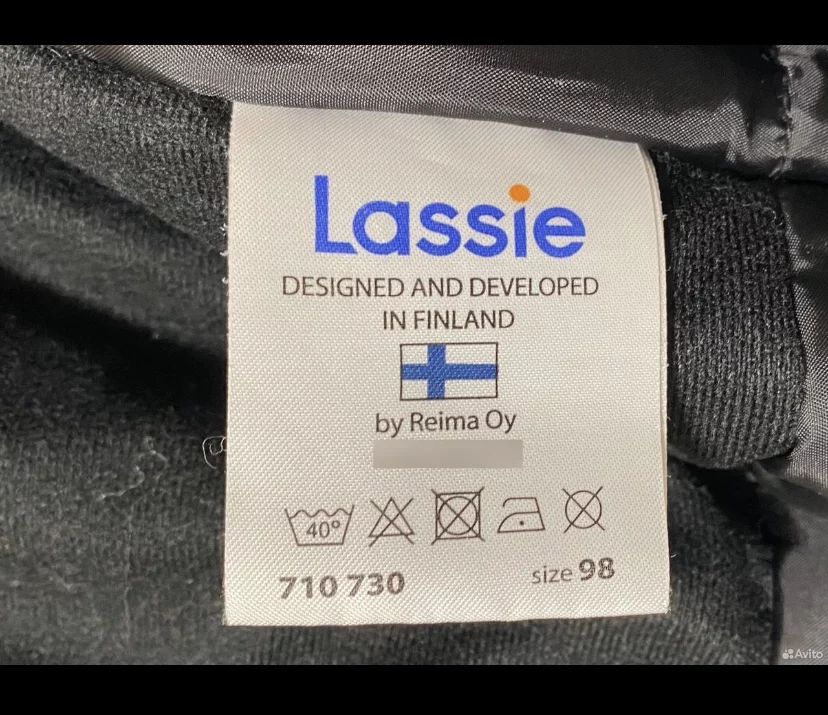 Lassie
DESIGNED AND DEVELOPED
IN FINLAND
by Reima Oy
40°
710 730 size 98
Avito